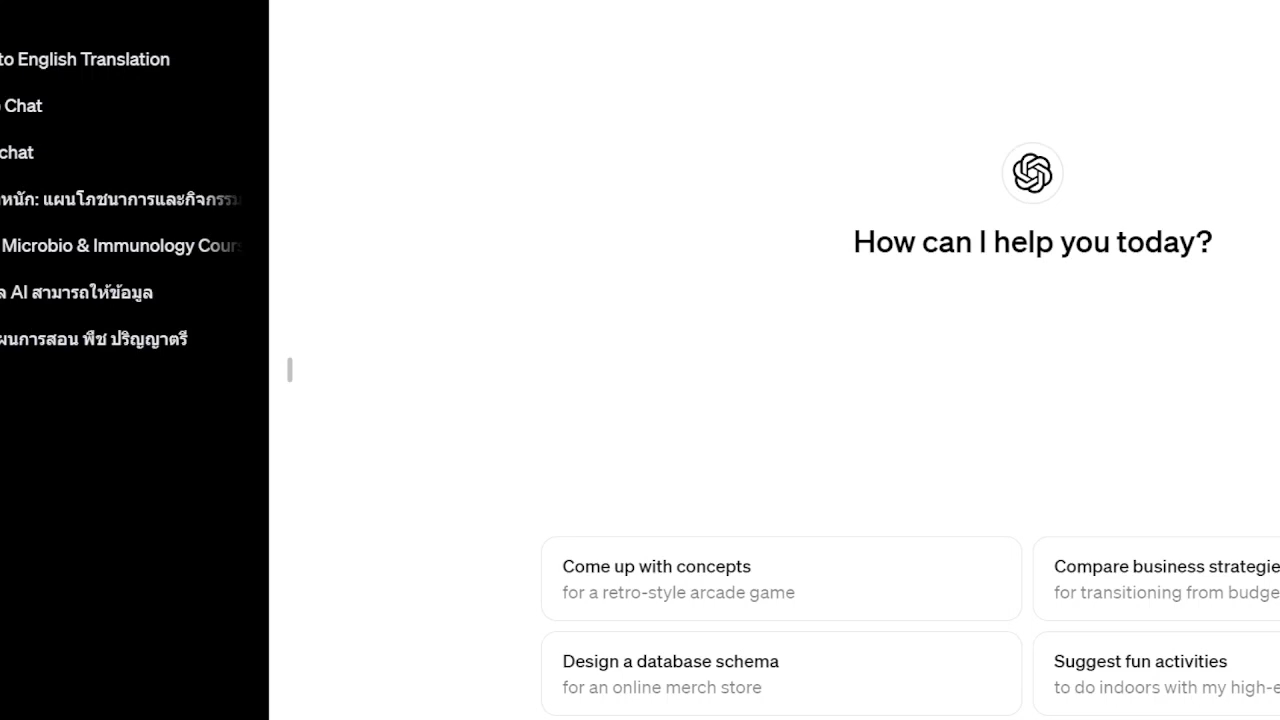 to English Translation
Chat
chat
หนัก: แผนโภชนาการและกิจกรรม
Microbio & Immunology Cours
AI สามารถให้ข้อมูล
ผนการสอน พืช ปริญญาตรี
How can I help you today?
Come up with concepts
for a retro-style arcade game
Compare business strategie
for transitioning from budge
Design a database schema
for an online merch store
Suggest fun activities
to do indoors with my high-e